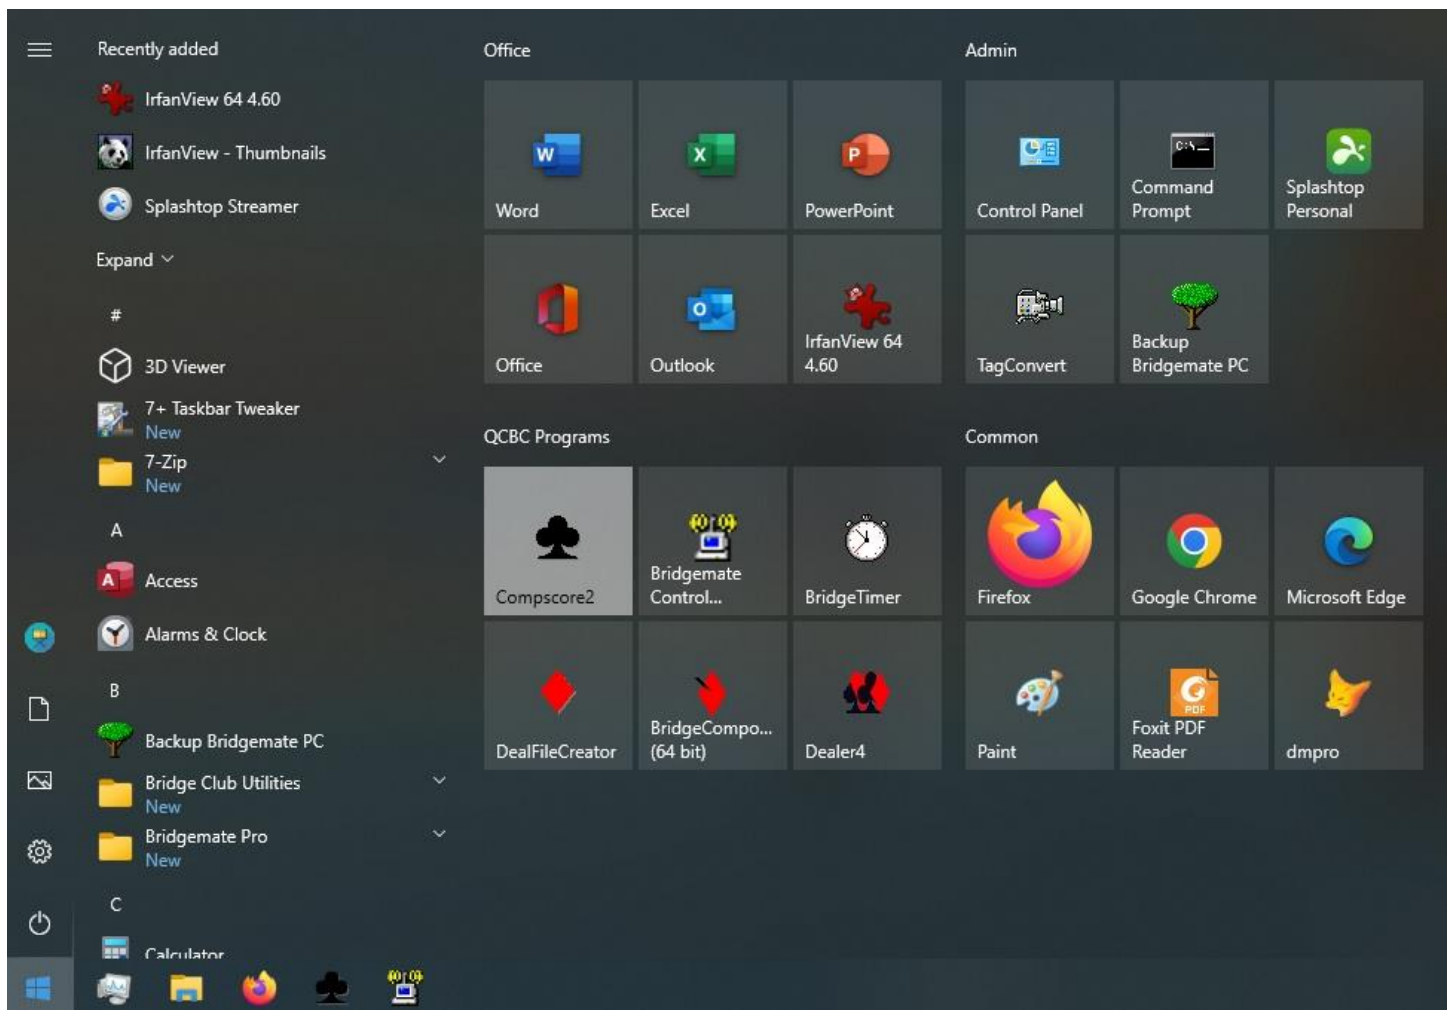 Recently added
IrfanView 64 4.60
IrfanView - Thumbnails
Splashtop Streamer
Expand
#
3D Viewer
7+ Taskbar Tweaker
New
7-Zip
New
A
Access
Alarms & Clock
B
Backup Bridgemate PC
Bridge Club Utilities
New
Bridgemate Pro
New
C
Calculator
Office
Word
Excel
PowerPoint
Office
Outlook
IrfanView 64
4.60
Admin
Control Panel
Command
Prompt
Splashtop
Personal
TagConvert
Backup
Bridgemate PC
QCBC Programs
Compscore2
Bridgemate
Control...
BridgeTimer
DealFileCreator
BridgeCompo...
(64 bit)
Dealer4
Common
Firefox
Google Chrome
Microsoft Edge
Paint
Foxit PDF
Reader
dmpro